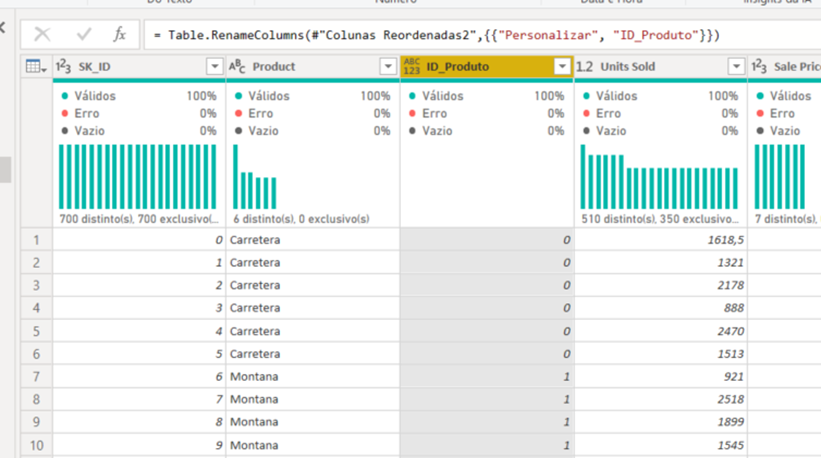 fx = Table.RenameColumns(#"Colunas Reordenadas2",{{"Personalizar", "ID_Produto"}})
1²3 SK_ID ABC Product ABC 123 ID_Produto 1.2 Units Sold 1²3 Sale Pric
Válidos 100% Válidos 100% Válidos 100% Válidos 100% Válidos
Erro 0% Erro 0% Erro 0% Erro 0% Erro
Vazio 0% Vazio 0% Vazio 0% Vazio 0% Vazio
700 distinto(s), 700 exclusivo(... 6 distinto(s), 0 exclusivo(s) 510 distinto(s), 350 exclusivo... 7 distinto(s),
1 0 Carretera 0 1618,5
2 1 Carretera 0 1321
3 2 Carretera 0 2178
4 3 Carretera 0 888
5 4 Carretera 0 2470
6 5 Carretera 0 1513
7 6 Montana 1 921
8 7 Montana 1 2518
9 8 Montana 1 1899
10 9 Montana 1 1545